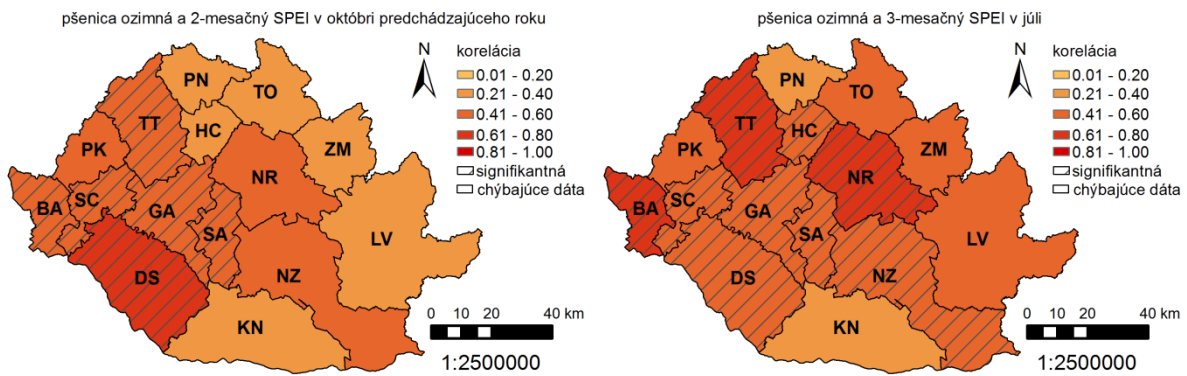 pšenica ozimná a 2-mesačný SPEI v októbri predchádzajúceho roku
N
korelácia
0.01 - 0.20
0.21 - 0.40
0.41 - 0.60
0.61 - 0.80
0.81 - 1.00
signifikantná
chýbajúce dáta
PN
TO
TT
HC
ZM
PK
NR
BA
SC
GA
SA
LV
DS
NZ
KN
0 10 20 40 km
1:2500000
pšenica ozimná a 3-mesačný SPEI v júli
N
korelácia
0.01 - 0.20
0.21 - 0.40
0.41 - 0.60
0.61 - 0.80
0.81 - 1.00
signifikantná
chýbajúce dáta
PN
TO
TT
HC
ZM
PK
NR
BA
SC
GA
SA
LV
DS
NZ
KN
0 10 20 40 km
1:2500000